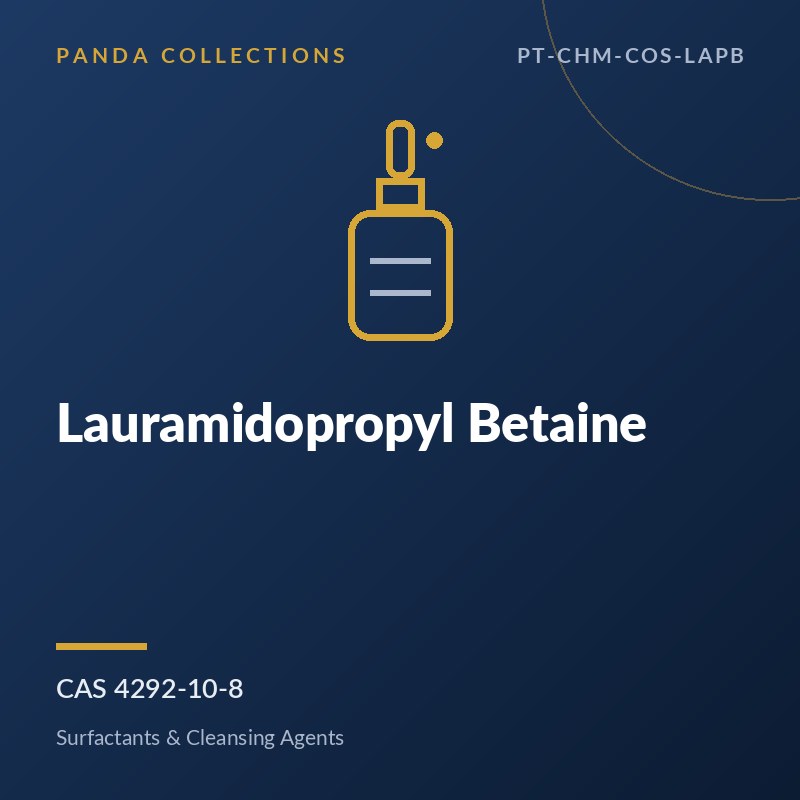 PANDA COLLECTIONS
PT-CHM-COS-LAPB
Lauramidopropyl Betaine
CAS 4292-10-8
Surfactants & Cleansing Agents